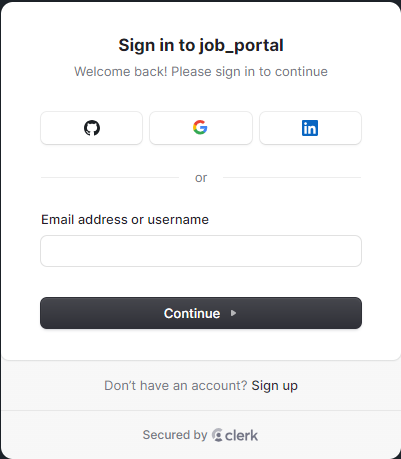 Sign in to job_portal
Welcome back! Please sign in to continue
or
Email address or username
Continue
Don’t have an account? Sign up
Secured by clerk